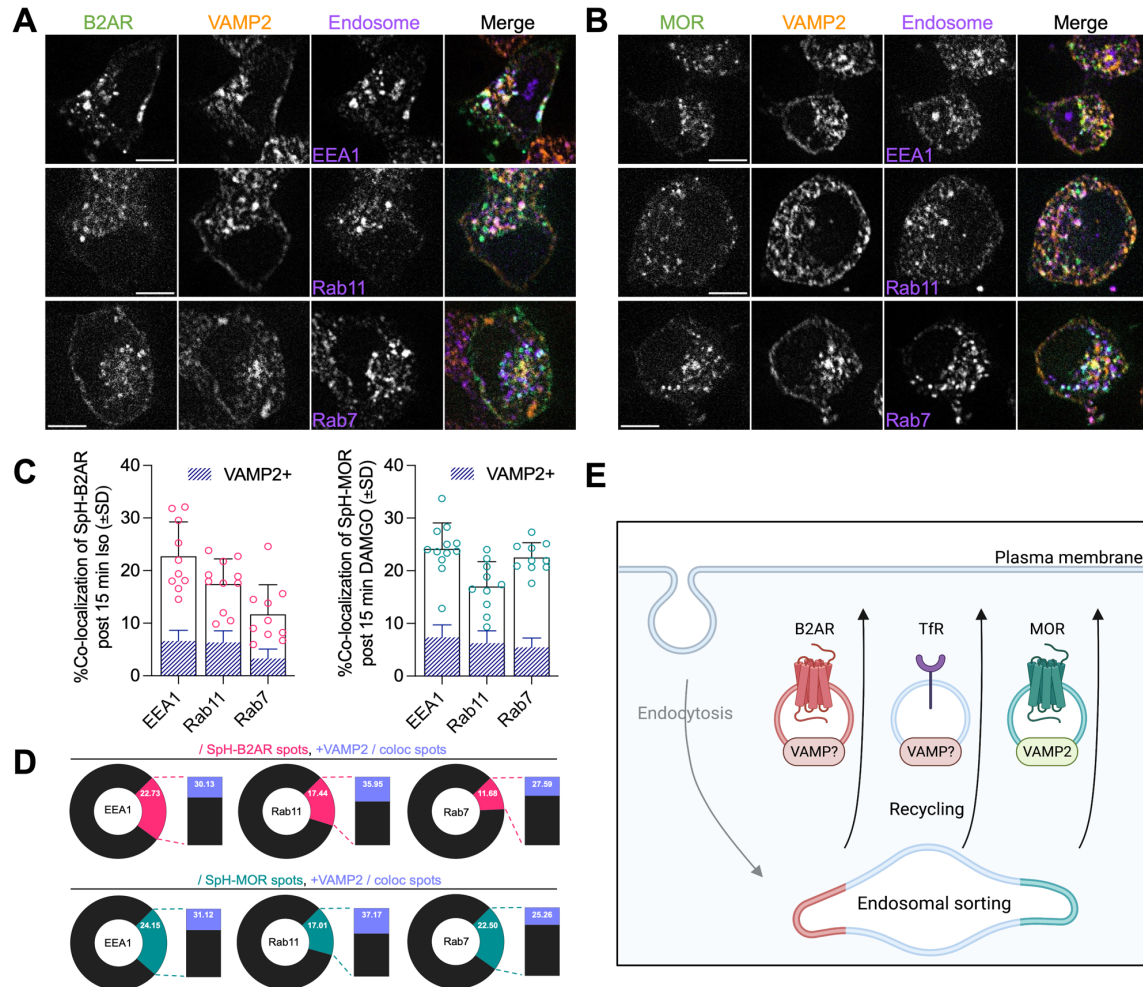 A
B2AR
VAMP2
Endosome
Merge
EEA1
Rab11
Rab7
B
MOR
VAMP2
Endosome
Merge
EEA1
Rab11
Rab7
C
%Co-localization of SpH-B2AR
post 15 min Iso (±SD)
40
30
20
10
0
VAMP2+
EEA1
Rab11
Rab7
%Co-localization of SpH-MOR
post 15 min DAMGO (±SD)
40
30
20
10
0
VAMP2+
EEA1
Rab11
Rab7
D
/ SpH-B2AR spots, +VAMP2 / coloc spots
EEA1
22.73
30.13
Rab11
17.44
35.95
Rab7
11.68
27.59
/ SpH-MOR spots, +VAMP2 / coloc spots
EEA1
24.15
31.12
Rab11
17.01
37.17
Rab7
22.50
25.26
E
Plasma membrane
B2AR
TfR
MOR
Endocytosis
VAMP?
VAMP?
VAMP2
Recycling
Endosomal sorting